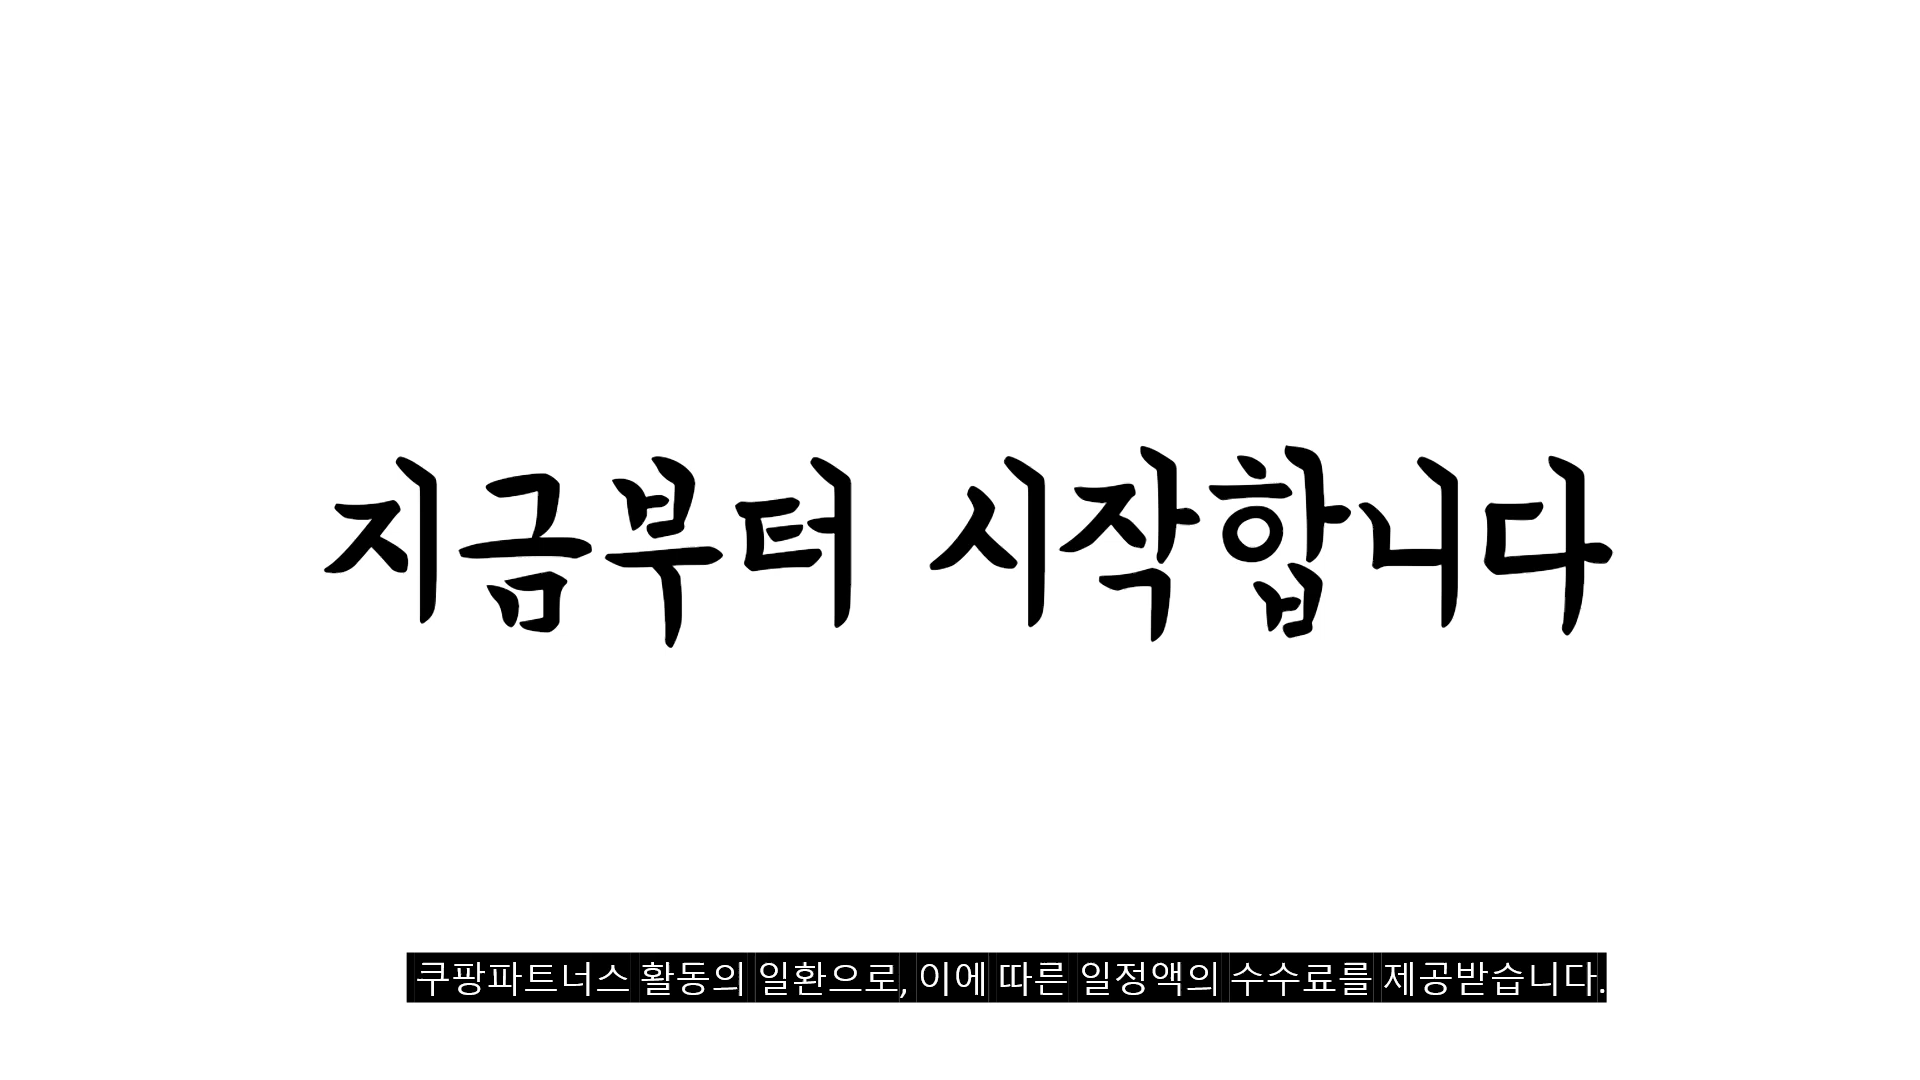 지금부터 시작합니다
쿠팡파트너스 활동의 일환으로, 이에 따른 일정액의 수수료를 제공받습니다.